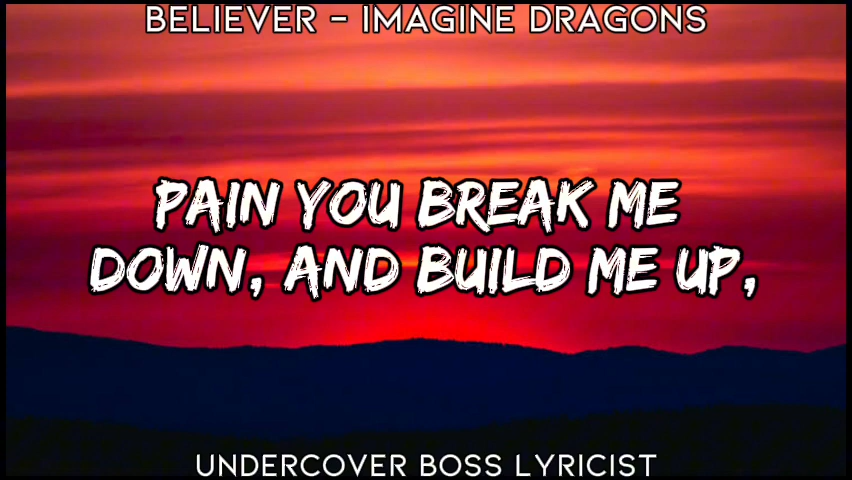 BELIEVER - IMAGINE DRAGONS
PAIN YOU BREAK ME
DOWN, AND BUILD ME UP,
UNDERCOVER BOSS LYRICIST